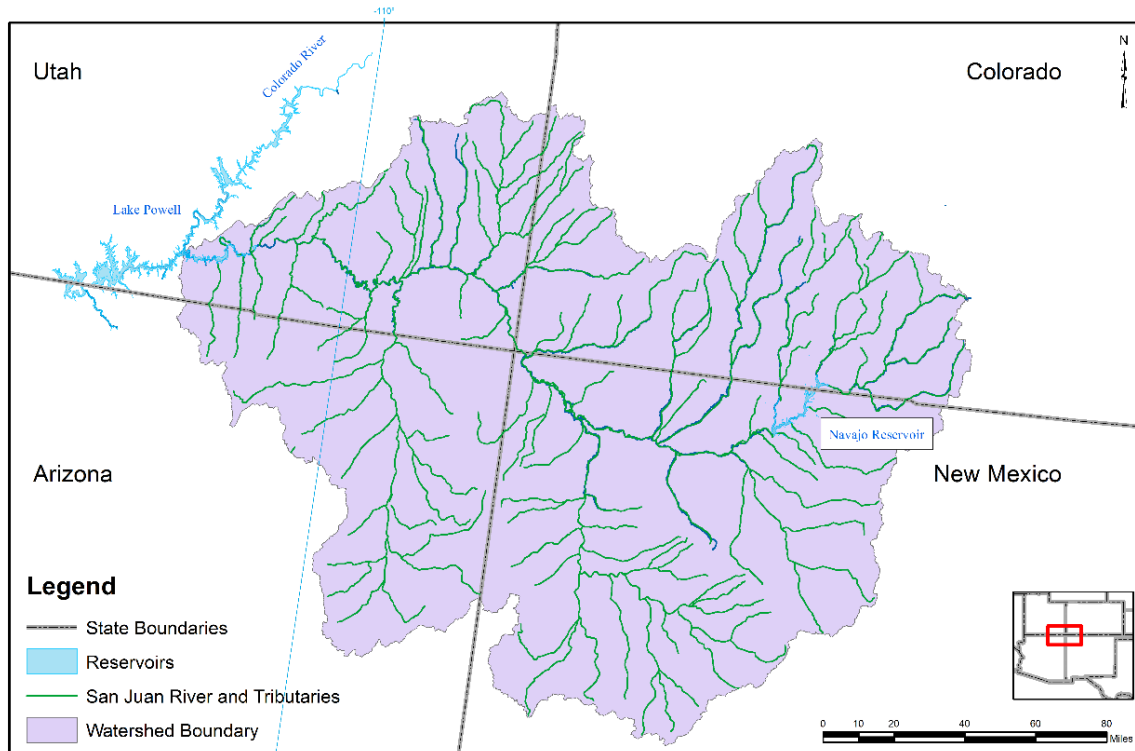 -110°
N
Utah
Colorado
Colorado River
Lake Powell
Navajo Reservoir
Arizona
New Mexico
Legend
State Boundaries
Reservoirs
San Juan River and Tributaries
Watershed Boundary
0 10 20 40 60 80
Miles